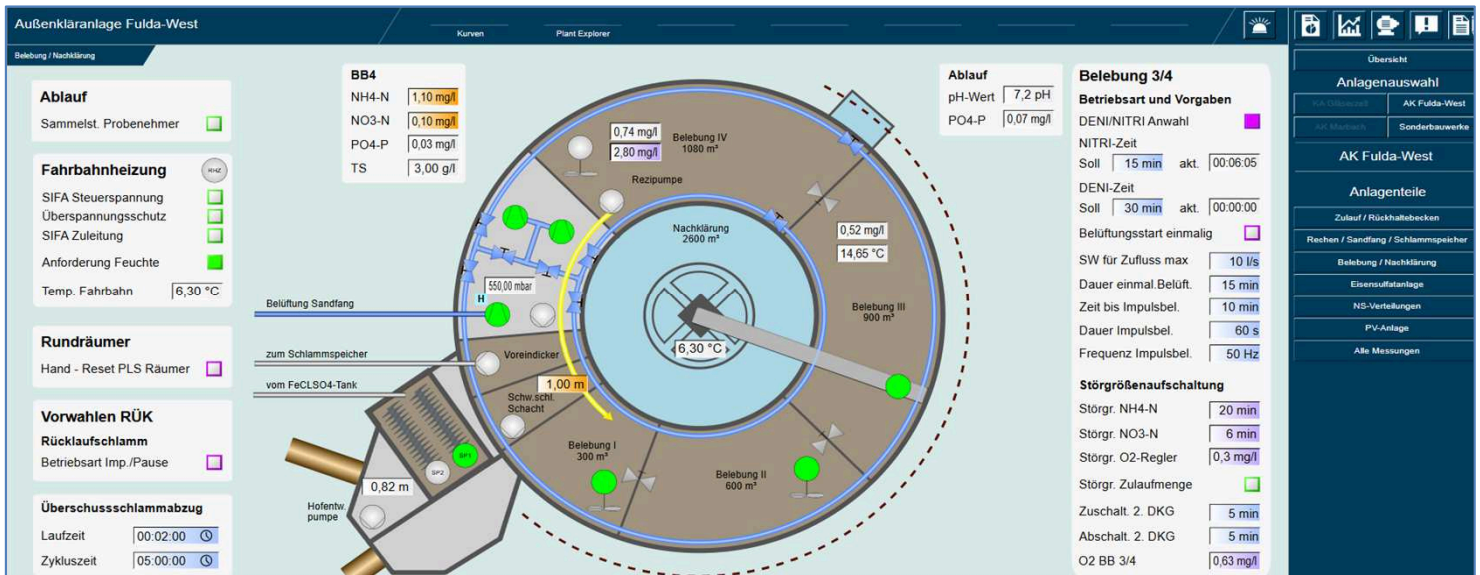 Außenkläranlage Fulda-West
Kurven
Plant Explorer
Belebung / Nachklärung
Ablauf
Sammelst. Probenehmer
Fahrbahnheizung
RHZ
SIFA Steuerspannung
Überspannungsschutz
SIFA Zuleitung
Anforderung Feuchte
Temp. Fahrbahn 6,30 °C
Rundräumer
Hand - Reset PLS Räumer
Vorwahlen RÜK
Rücklaufschlamm
Betriebsart Imp./Pause
Überschussschlammabzug
Laufzeit 00:02:00
Zykluszeit 05:00:00
BB4
NH4-N 1,10 mg/l
NO3-N 0,10 mg/l
PO4-P 0,03 mg/l
TS 3,00 g/l
0,74 mg/l
2,80 mg/l
Belebung IV
1080 m³
Rezipumpe
Nachklärung
2600 m³
0,52 mg/l
14,65 °C
Belebung III
900 m³
550,00 mbar
H
Belüftung Sandfang
6,30 °C
zum Schlammspeicher
Voreindicker
vom FeCLSO4-Tank
1,00 m
Schw.schl.
Schacht
Belebung I
300 m³
Belebung II
600 m³
SP1
SP2
0,82 m
Hofentw.
pumpe
Ablauf
pH-Wert 7,2 pH
PO4-P 0,07 mg/l
Belebung 3/4
Betriebsart und Vorgaben
DENI/NITRI Anwahl
NITRI-Zeit
Soll 15 min akt. 00:06:05
DENI-Zeit
Soll 30 min akt. 00:00:00
Belüftungsstart einmalig
SW für Zufluss max 10 l/s
Dauer einmal.Belüft. 15 min
Zeit bis Impulsbel. 10 min
Dauer Impulsbel. 60 s
Frequenz Impulsbel. 50 Hz
Störgrößenaufschaltung
Störgr. NH4-N 20 min
Störgr. NO3-N 6 min
Störgr. O2-Regler 0,3 mg/l
Störgr. Zulaufmenge
Zuschalt. 2. DKG 5 min
Abschalt. 2. DKG 5 min
O2 BB 3/4 0,63 mg/l
Übersicht
Anlagenauswahl
KA Gläserzell
AK Fulda-West
AK Marbach
Sonderbauwerke
AK Fulda-West
Anlagenteile
Zulauf / Rückhaltebecken
Rechen / Sandfang / Schlammspeicher
Belebung / Nachklärung
Eisensulfatanlage
NS-Verteilungen
PV-Anlage
Alle Messungen